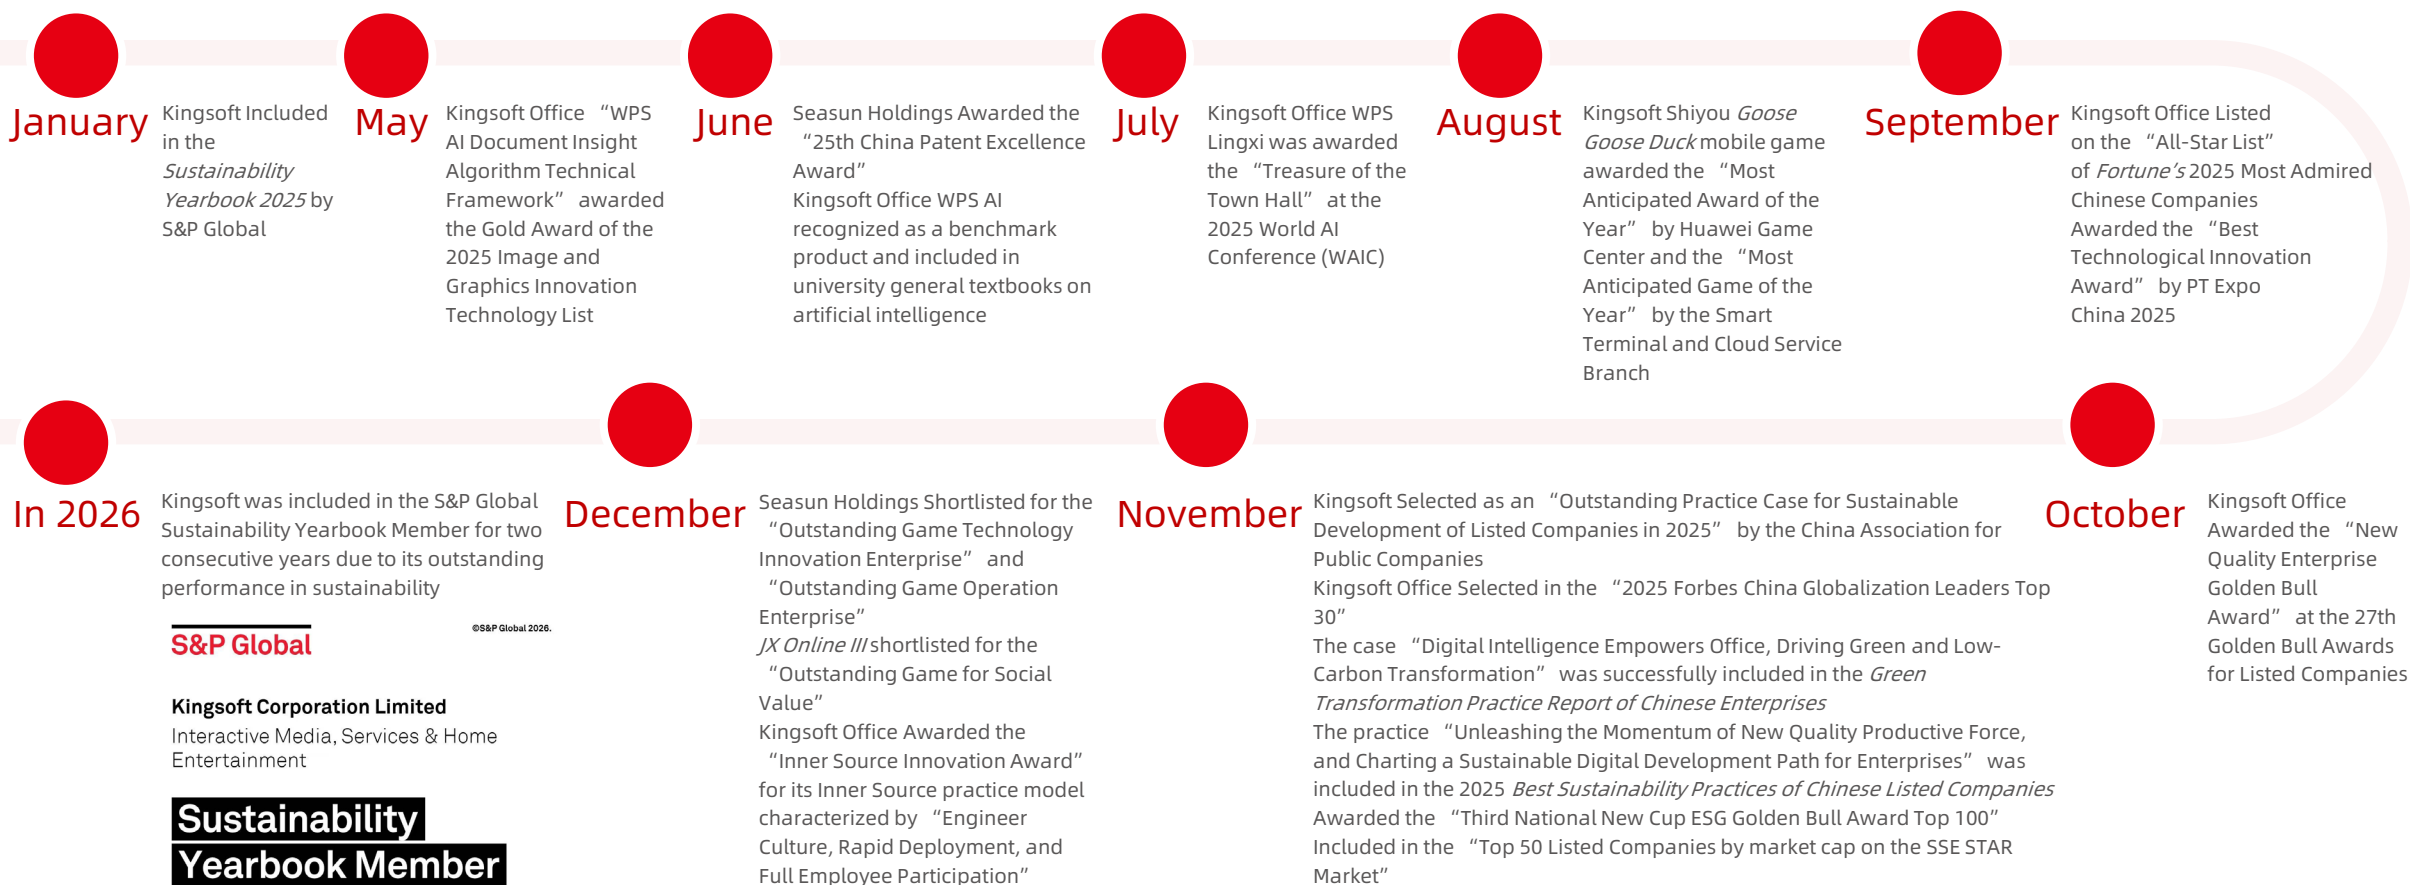 January
Kingsoft Included
in the
Sustainability
Yearbook 2025 by
S&P Global
May
Kingsoft Office “WPS
AI Document Insight
Algorithm Technical
Framework” awarded
the Gold Award of the
2025 Image and
Graphics Innovation
Technology List
June
Seasun Holdings Awarded the
“25th China Patent Excellence
Award”
Kingsoft Office WPS AI
recognized as a benchmark
product and included in
university general textbooks on
artificial intelligence
July
Kingsoft Office WPS
Lingxi was awarded
the “Treasure of the
Town Hall” at the
2025 World AI
Conference (WAIC)
August
Kingsoft Shiyou Goose
Goose Duck mobile game
awarded the “Most
Anticipated Award of the
Year” by Huawei Game
Center and the “Most
Anticipated Game of the
Year” by the Smart
Terminal and Cloud Service
Branch
September
Kingsoft Office Listed
on the “All-Star List”
of Fortune’s 2025 Most Admired
Chinese Companies
Awarded the “Best
Technological Innovation
Award” by PT Expo
China 2025
In 2026
Kingsoft was included in the S&P Global
Sustainability Yearbook Member for two
consecutive years due to its outstanding
performance in sustainability
S&P Global
©S&P Global 2026.
Kingsoft Corporation Limited
Interactive Media, Services & Home
Entertainment
Sustainability
Yearbook Member
December
Seasun Holdings Shortlisted for the
“Outstanding Game Technology
Innovation Enterprise” and
“Outstanding Game Operation
Enterprise”
JX Online III shortlisted for the
“Outstanding Game for Social
Value”
Kingsoft Office Awarded the
“Inner Source Innovation Award”
for its Inner Source practice model
characterized by “Engineer
Culture, Rapid Deployment, and
Full Employee Participation”
November
Kingsoft Selected as an “Outstanding Practice Case for Sustainable
Development of Listed Companies in 2025” by the China Association for
Public Companies
Kingsoft Office Selected in the “2025 Forbes China Globalization Leaders Top
30”
The case “Digital Intelligence Empowers Office, Driving Green and Low-
Carbon Transformation” was successfully included in the Green
Transformation Practice Report of Chinese Enterprises
The practice “Unleashing the Momentum of New Quality Productive Force,
and Charting a Sustainable Digital Development Path for Enterprises” was
included in the 2025 Best Sustainability Practices of Chinese Listed Companies
Awarded the “Third National New Cup ESG Golden Bull Award Top 100”
Included in the “Top 50 Listed Companies by market cap on the SSE STAR
Market”
October
Kingsoft Office
Awarded the “New
Quality Enterprise
Golden Bull
Award” at the 27th
Golden Bull Awards
for Listed Companies